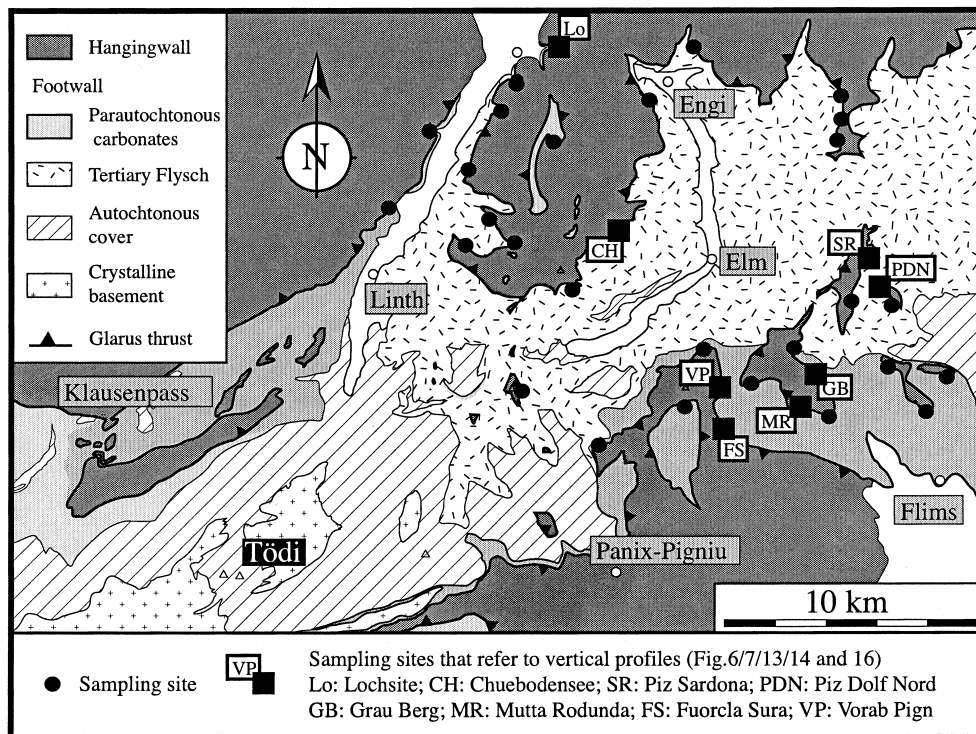 Hangingwall
Footwall
Parautochtonous
carbonates
Tertiary Flysch
Autochtonous
cover
Crystalline
basement
Glarus thrust
N
Lo
Engi
CH
Elm
SR
PDN
Linth
Klausenpass
VP
GB
MR
FS
Flims
Tödi
Panix-Pigniu
10 km
Sampling site
VP
Sampling sites that refer to vertical profiles (Fig.6/7/13/14 and 16)
Lo: Lochsite; CH: Chuebodensee; SR: Piz Sardona; PDN: Piz Dolf Nord
GB: Grau Berg; MR: Mutta Rodunda; FS: Fuorcla Sura; VP: Vorab Pign